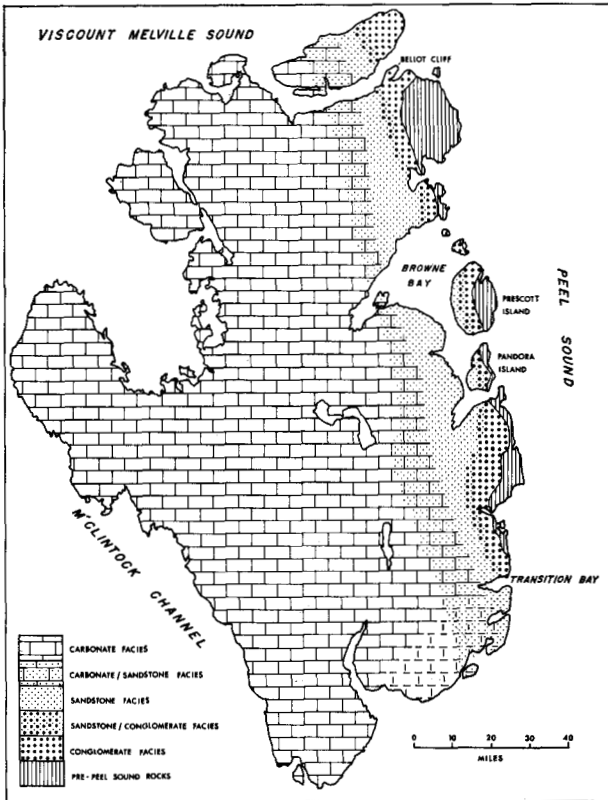 VISCOUNT MELVILLE SOUND
BELLOT CLIFF
BROWNE
BAY
PEEL SOUND
PRESCOTT
ISLAND
PANDORA
ISLAND
M'CLINTOCK CHANNEL
TRANSITION BAY
CARBONATE FACIES
CARBONATE / SANDSTONE FACIES
SANDSTONE FACIES
SANDSTONE / CONGLOMERATE FACIES
CONGLOMERATE FACIES
PRE-PEEL SOUND ROCKS
0 10 20 30 40
MILES